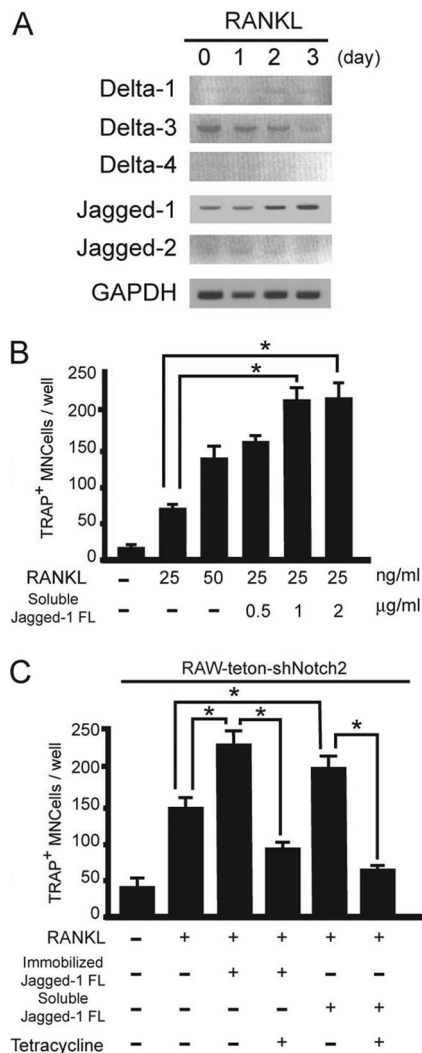 A
RANKL
0 1 2 3 (day)
Delta-1
Delta-3
Delta-4
Jagged-1
Jagged-2
GAPDH
B
TRAP+ MNCells / well
250
200
150
100
50
0
*
*
RANKL – 25 50 25 25 25 ng/ml
Soluble
Jagged-1 FL – – – 0.5 1 2 μg/ml
C
RAW-teton-shNotch2
TRAP+ MNCells / well
250
200
150
100
50
0
*
* * *
RANKL – + + + + +
Immobilized
Jagged-1 FL – – + + – –
Soluble
Jagged-1 FL – – – – + +
Tetracycline – – – + – +